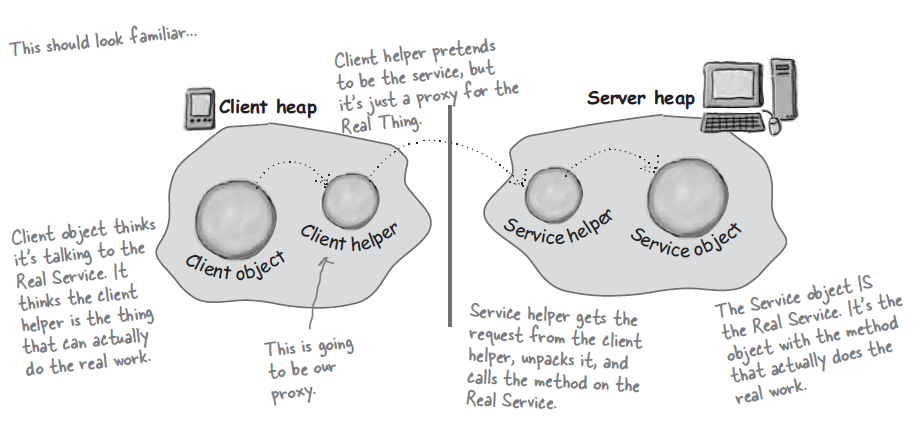 This should look familiar...
Client helper pretends
to be the service, but
it's just a proxy for the
Real Thing.
Client heap
Server heap
Client object
Client helper
Service helper
Service object
Client object thinks
it's talking to the
Real Service. It
thinks the client
helper is the thing
that can actually
do the real work.
This is going
to be our
proxy.
Service helper gets the
request from the client
helper, unpacks it, and
calls the method on the
Real Service.
The Service object IS
the Real Service. It's the
object with the method
that actually does the
real work.